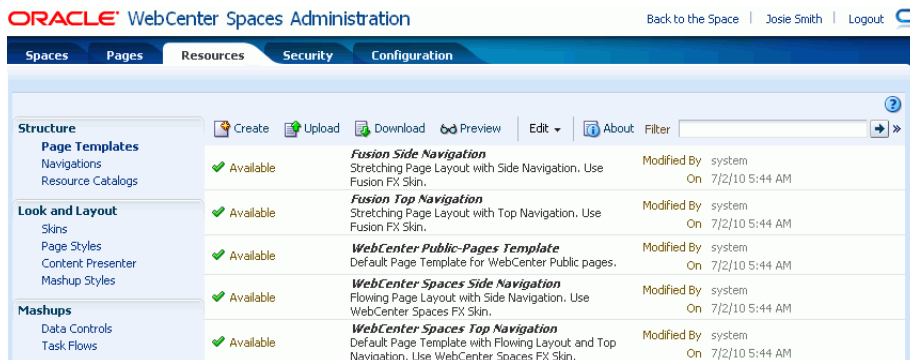 ORACLE WebCenter Spaces Administration
Back to the Space | Josie Smith | Logout
Spaces Pages Resources Security Configuration
Structure
Page Templates
Navigations
Resource Catalogs
Look and Layout
Skins
Page Styles
Content Presenter
Mashup Styles
Mashups
Data Controls
Task Flows
Create Upload Download Preview Edit About Filter
Available
Fusion Side Navigation
Stretching Page Layout with Side Navigation. Use
Fusion FX Skin.
Modified By system
On 7/2/10 5:44 AM
Available
Fusion Top Navigation
Stretching Page Layout with Top Navigation. Use
Fusion FX Skin.
Modified By system
On 7/2/10 5:44 AM
Available
WebCenter Public-Pages Template
Default Page Template for WebCenter Public pages.
Modified By system
On 7/2/10 5:44 AM
Available
WebCenter Spaces Side Navigation
Flowing Page Layout with Side Navigation. Use
WebCenter Spaces FX Skin.
Modified By system
On 7/2/10 5:44 AM
Available
WebCenter Spaces Top Navigation
Default Page Template with Flowing Layout and Top
Navigation. Use WebCenter Spaces FX Skin.
Modified By system
On 7/2/10 5:44 AM